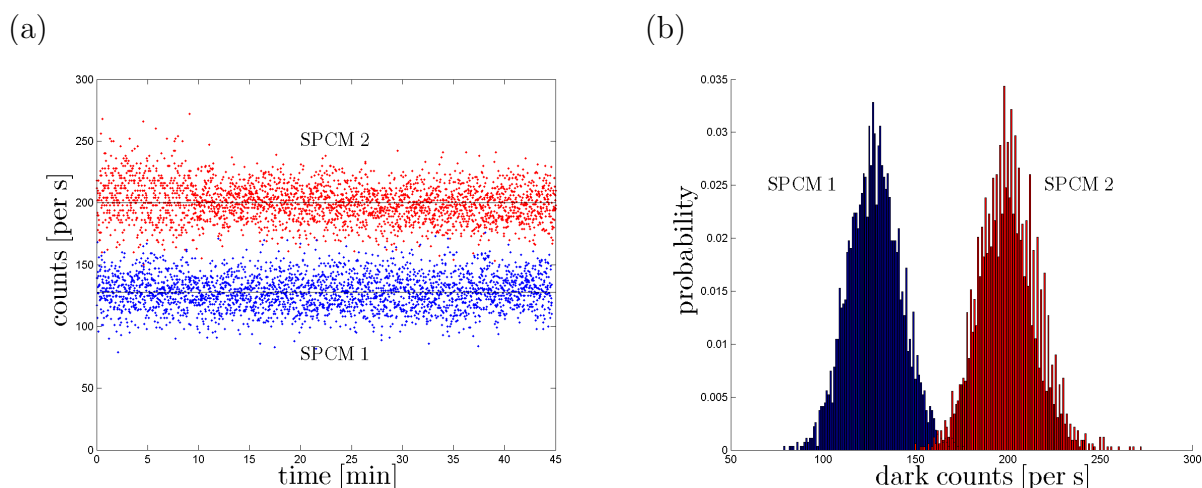 (a)
300
250
200
150
100
50
0
counts [per s]
SPCM 2
SPCM 1
0 5 10 15 20 25 30 35 40 45
time [min]
(b)
0.035
0.03
0.025
0.02
0.015
0.01
0.005
0
probability
SPCM 1
SPCM 2
50 100 150 200 250 300
dark counts [per s]